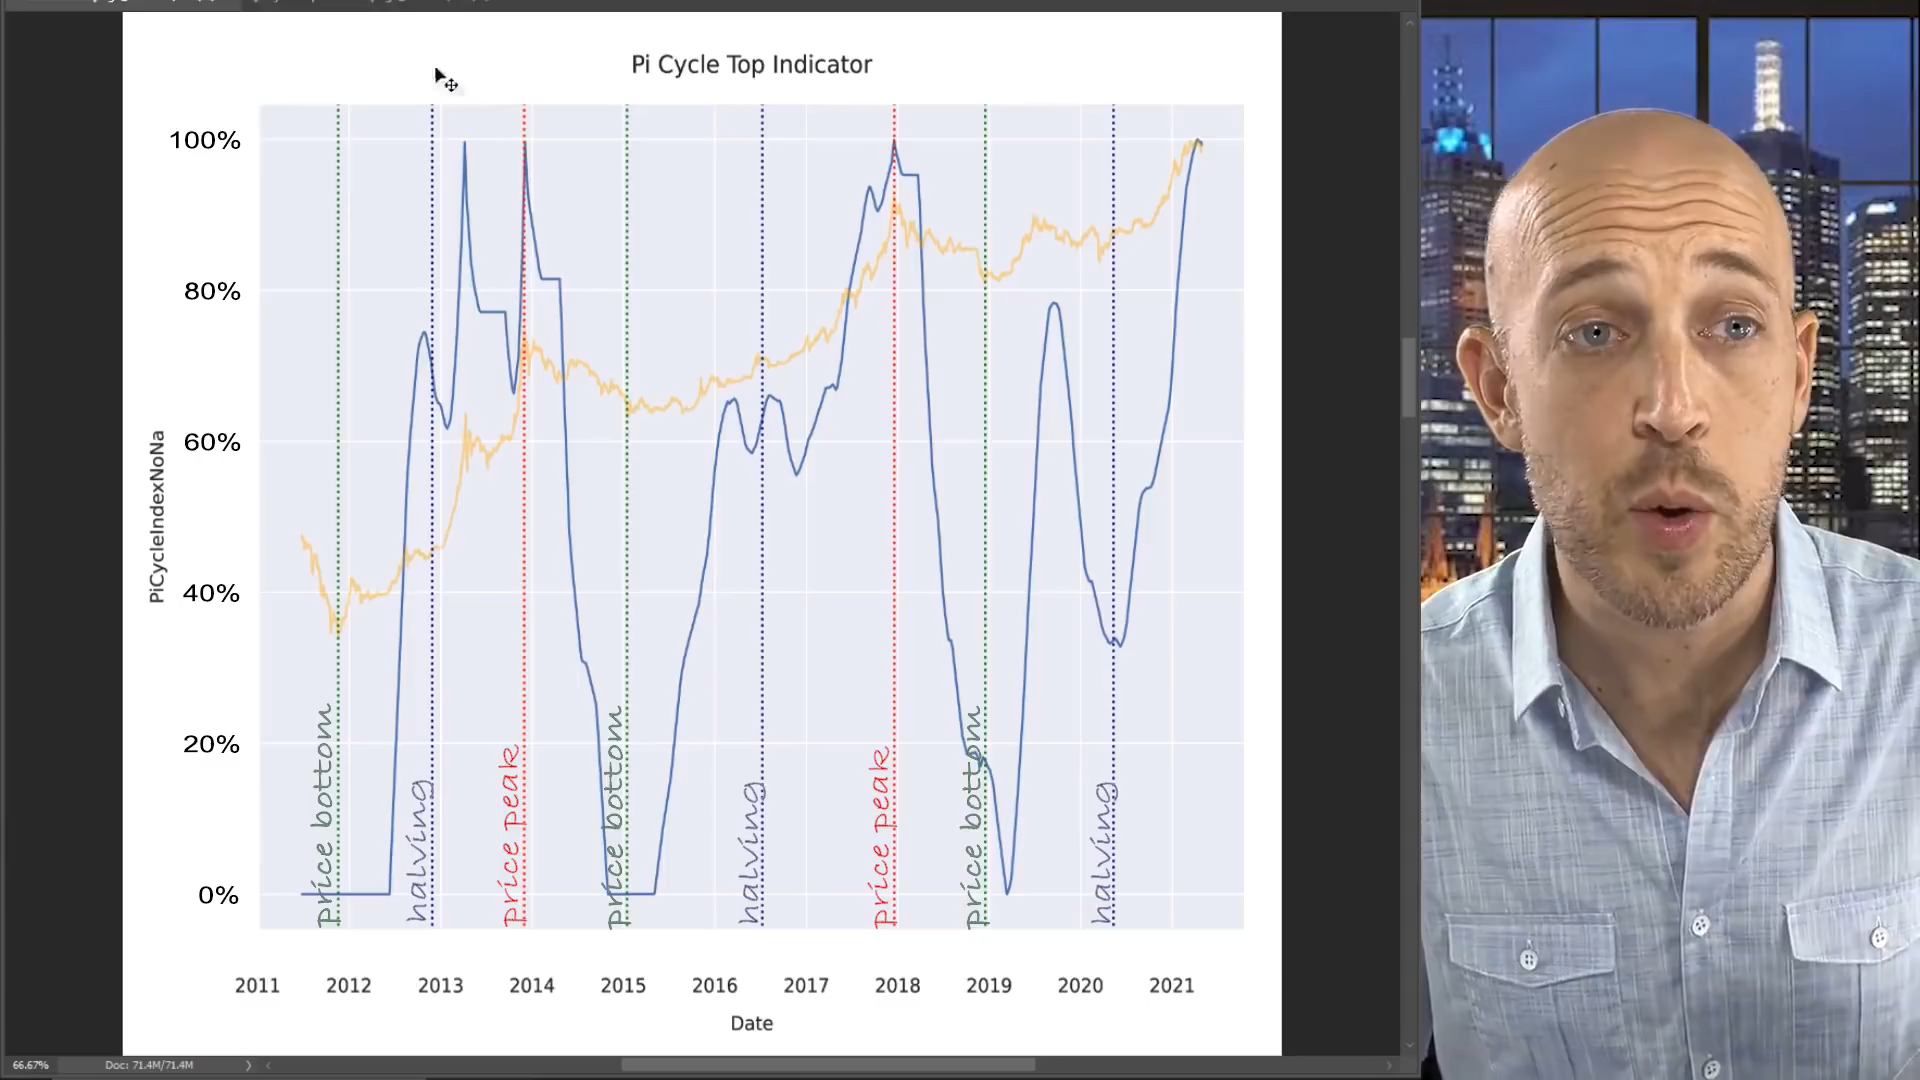 Pi Cycle Top Indicator
100%
80%
60%
40%
20%
0%
PiCycleIndexNoNa
price bottom
halving
price peak
price bottom
halving
price peak
price bottom
halving
2011 2012 2013 2014 2015 2016 2017 2018 2019 2020 2021
Date
66.67% Doc: 71.4M/71.4M